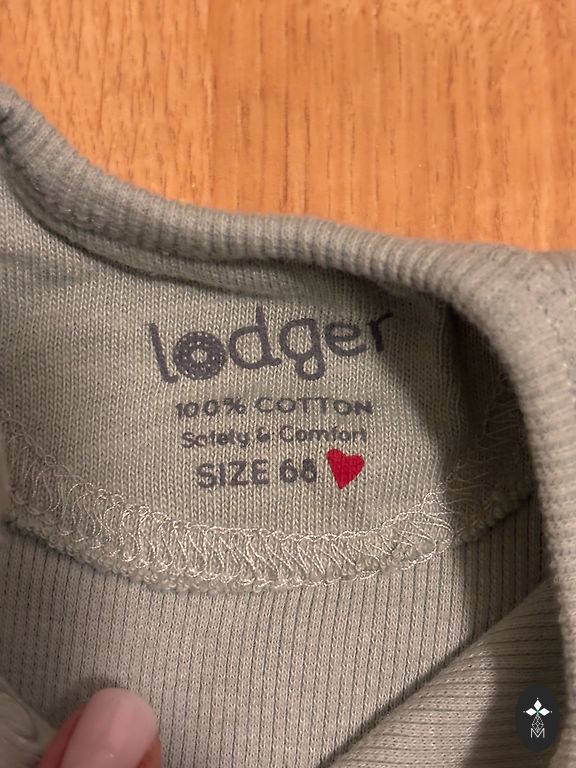 lodger
100% COTTON
Safety & Comfort
SIZE 68
M